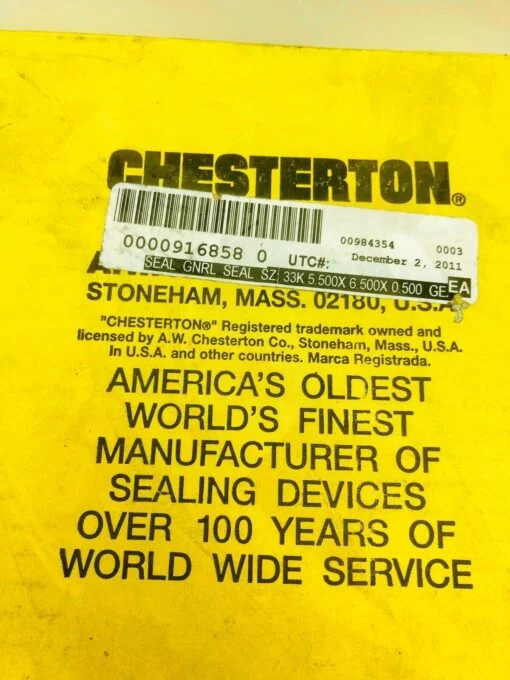 CHESTERTON®
00984354 0003
0000916858 0 UTC#: December 2, 2011
SEAL GNRL SEAL SZ 33K 5.500X 6.500X 0.500 GE EA
STONEHAM, MASS. 02180, U.S.A.
"CHESTERTON®" Registered trademark owned and
licensed by A.W. Chesterton Co., Stoneham, Mass., U.S.A.
In U.S.A. and other countries. Marca Registrada.
AMERICA'S OLDEST
WORLD'S FINEST
MANUFACTURER OF
SEALING DEVICES
OVER 100 YEARS OF
WORLD WIDE SERVICE